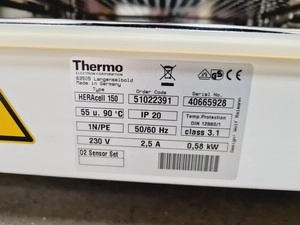 Thermo
ELECTRON CORPORATION
63505 Langenselbold
Made in Germany
Type Order Code Serial No.
HERAcell 150 51022391 40665928
55 u. 90 °C IP 20 Temp.Protection
DIN 12880/1
1N/PE 50/60 Hz class 3.1
230 V 2,5 A 0,58 kW
O2 Sensor Set